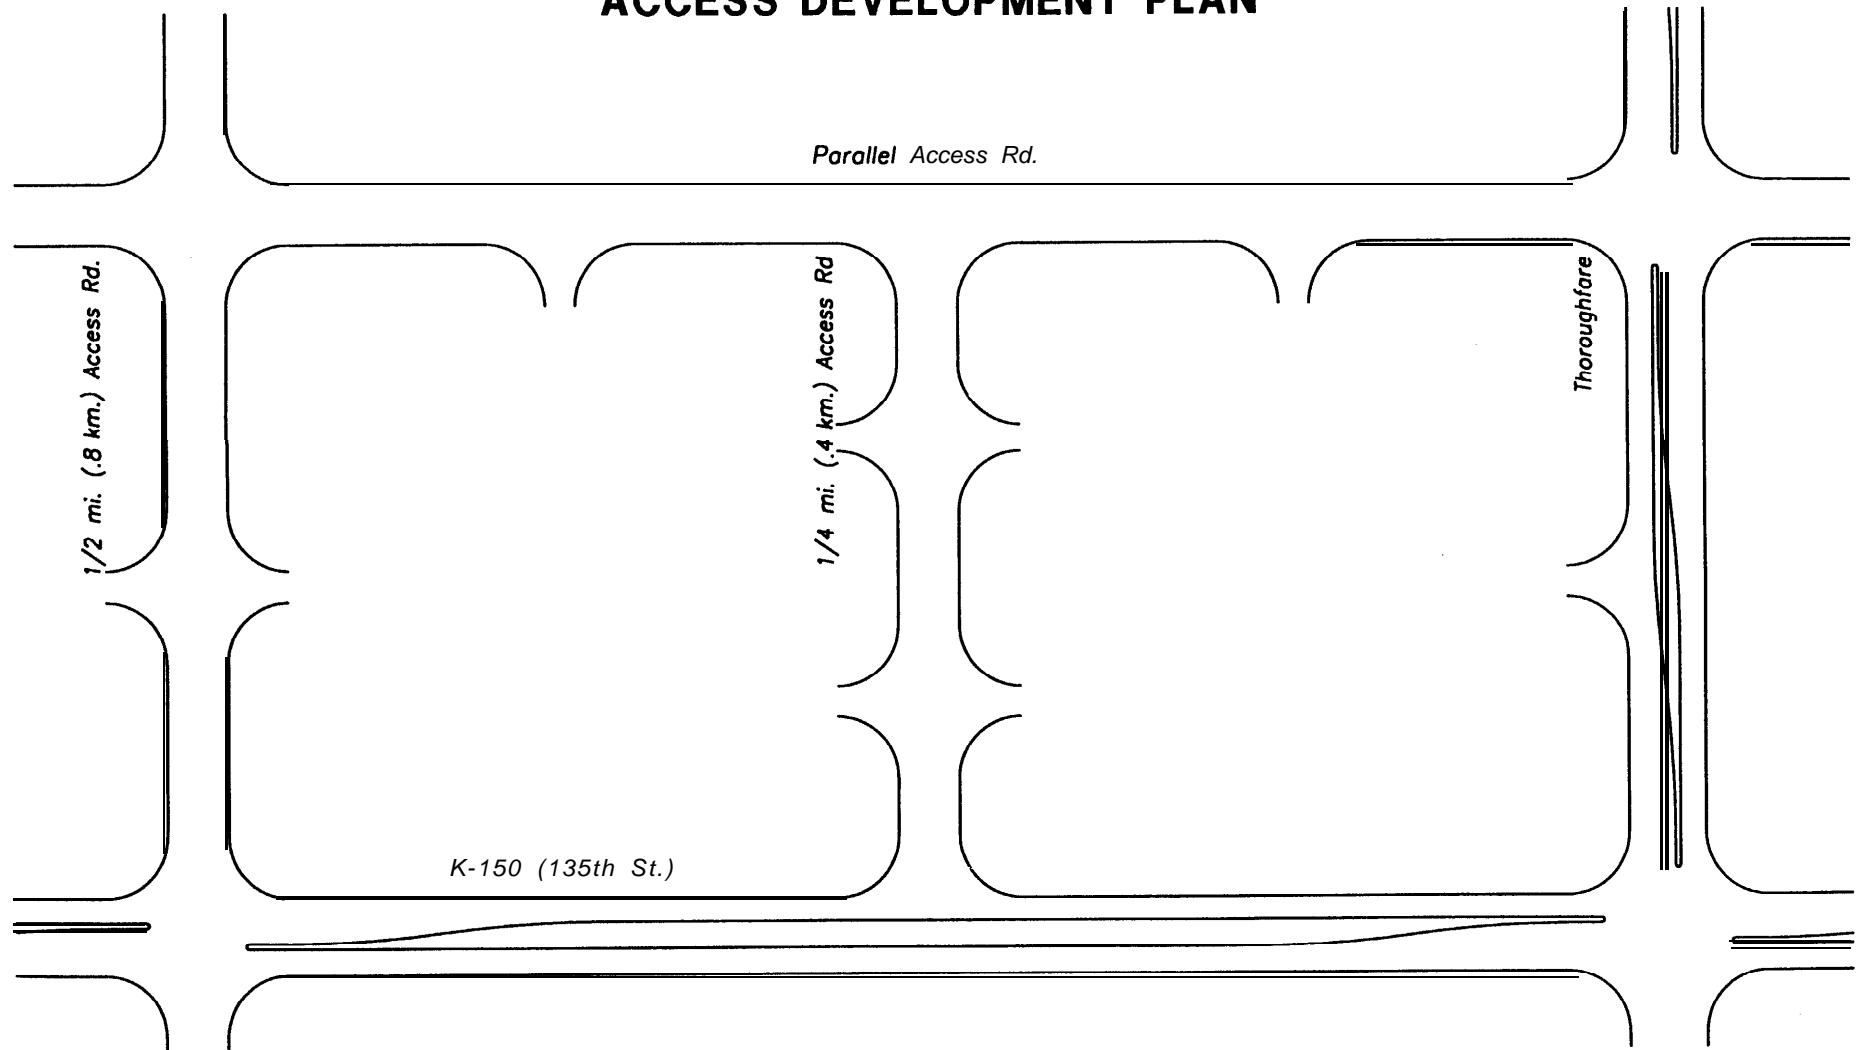 ACCESS DEVELOPMENT PLAN
Parallel Access Rd.
1/2 mi. (.8 km.) Access Rd.
1/4 mi. (.4 km.) Access Rd
Thoroughfare
K-150 (135th St.)